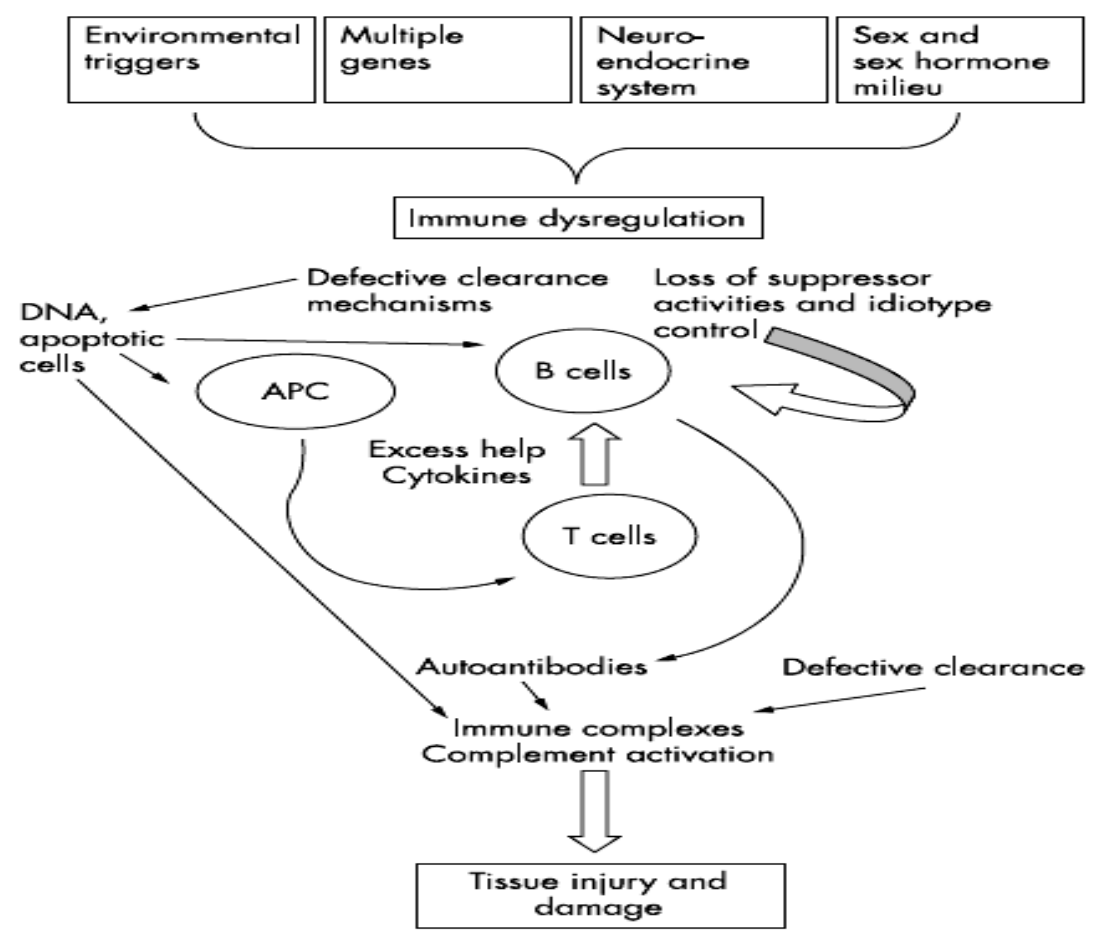 Environmental
triggers
Multiple
genes
Neuro-
endocrine
system
Sex and
sex hormone
milieu
Immune dysregulation
Defective clearance
mechanisms
Loss of suppressor
activities and idiotype
control
DNA,
apoptotic
cells
APC
B cells
Excess help
Cytokines
T cells
Autoantibodies
Defective clearance
Immune complexes
Complement activation
Tissue injury and
damage